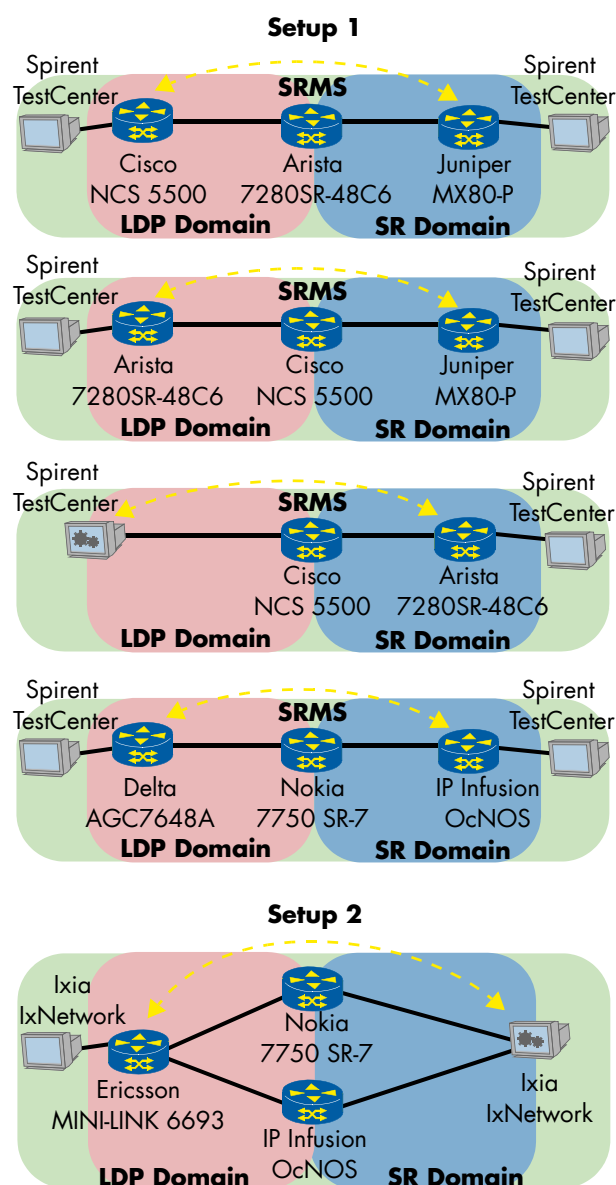 Setup 1
Spirent
TestCenter
SRMS
Spirent
TestCenter
Cisco
NCS 5500
Arista
7280SR-48C6
Juniper
MX80-P
LDP Domain
SR Domain
Spirent
TestCenter
SRMS
Spirent
TestCenter
Arista
7280SR-48C6
Cisco
NCS 5500
Juniper
MX80-P
LDP Domain
SR Domain
Spirent
TestCenter
SRMS
Spirent
TestCenter
Cisco
NCS 5500
Arista
7280SR-48C6
LDP Domain
SR Domain
Spirent
TestCenter
SRMS
Spirent
TestCenter
Delta
AGC7648A
Nokia
7750 SR-7
IP Infusion
OcNOS
LDP Domain
SR Domain
Setup 2
Ixia
IxNetwork
Nokia
7750 SR-7
Ericsson
MINI-LINK 6693
Ixia
IxNetwork
IP Infusion
OcNOS
LDP Domain
SR Domain